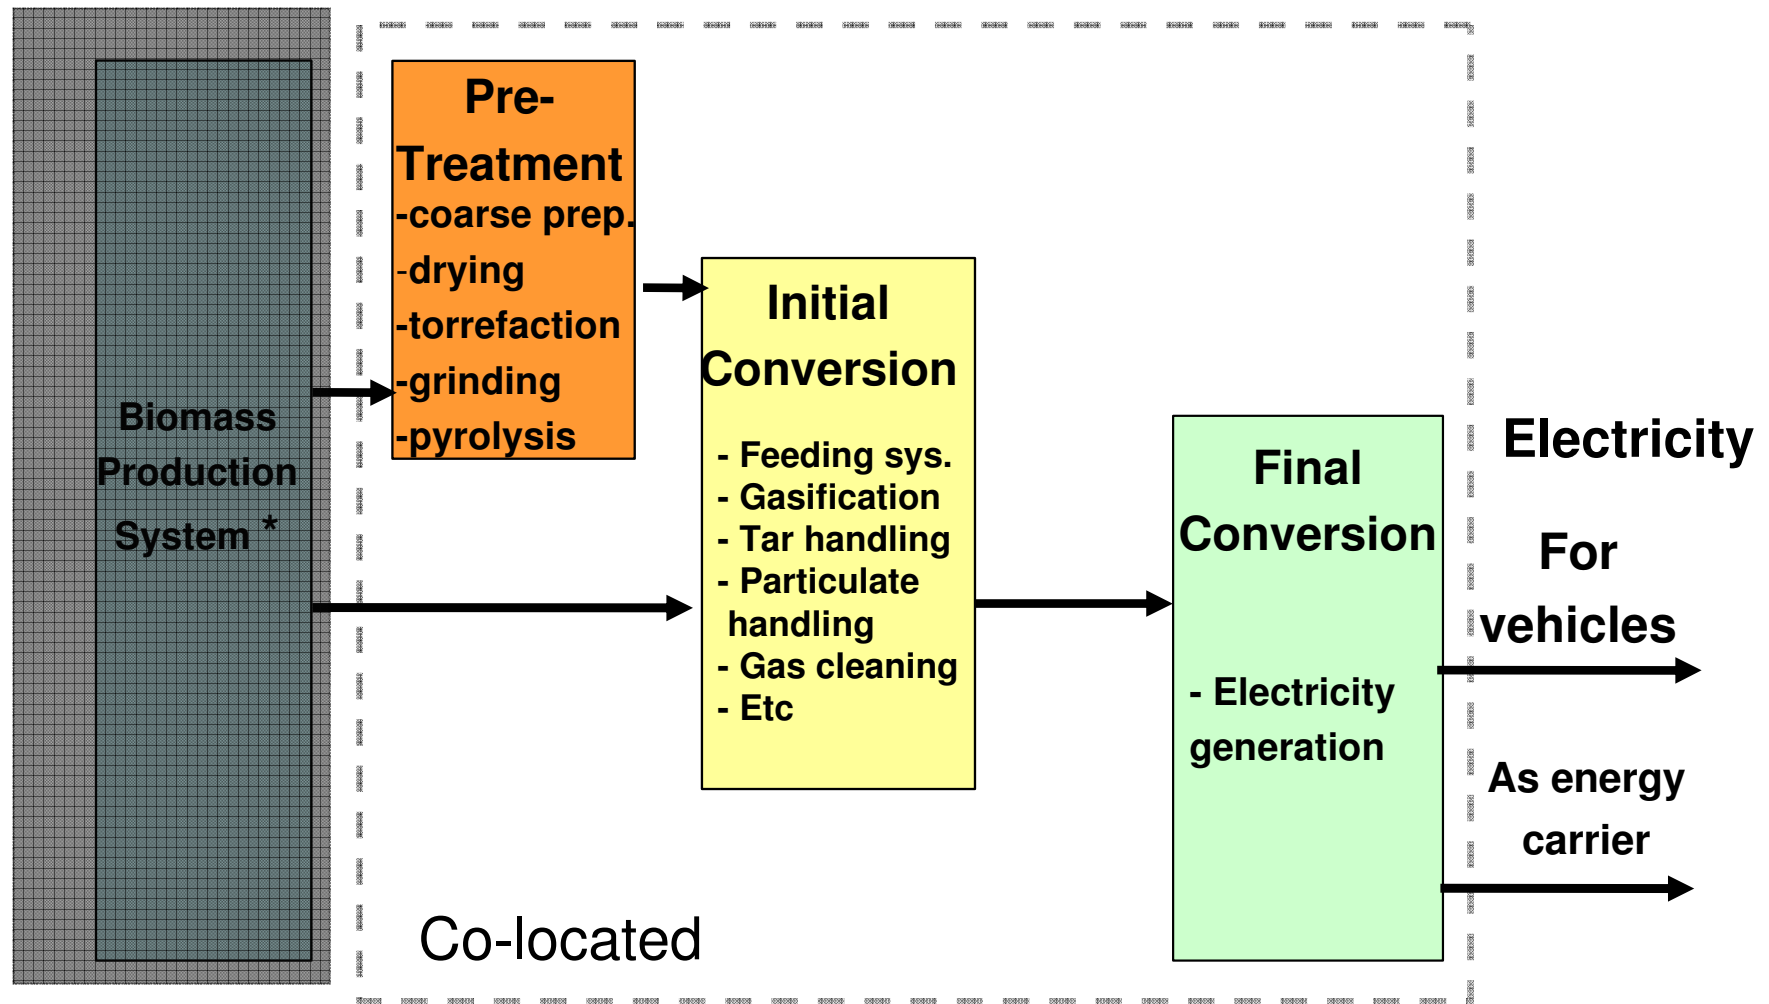 Biomass
Production
System *
Pre-
Treatment
-coarse prep.
-drying
-torrefaction
-grinding
-pyrolysis
Initial
Conversion
- Feeding sys.
- Gasification
- Tar handling
- Particulate
handling
- Gas cleaning
- Etc
Final
Conversion
- Electricity
generation
Electricity
For
vehicles
As energy
carrier
Co-located